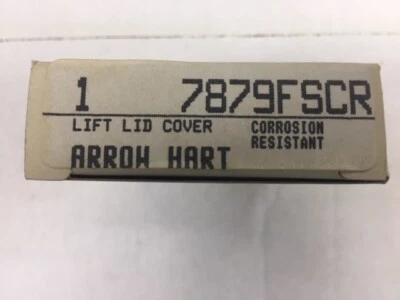 1 7879FSCR
LIFT LID COVER CORROSION
RESISTANT
ARROW HART